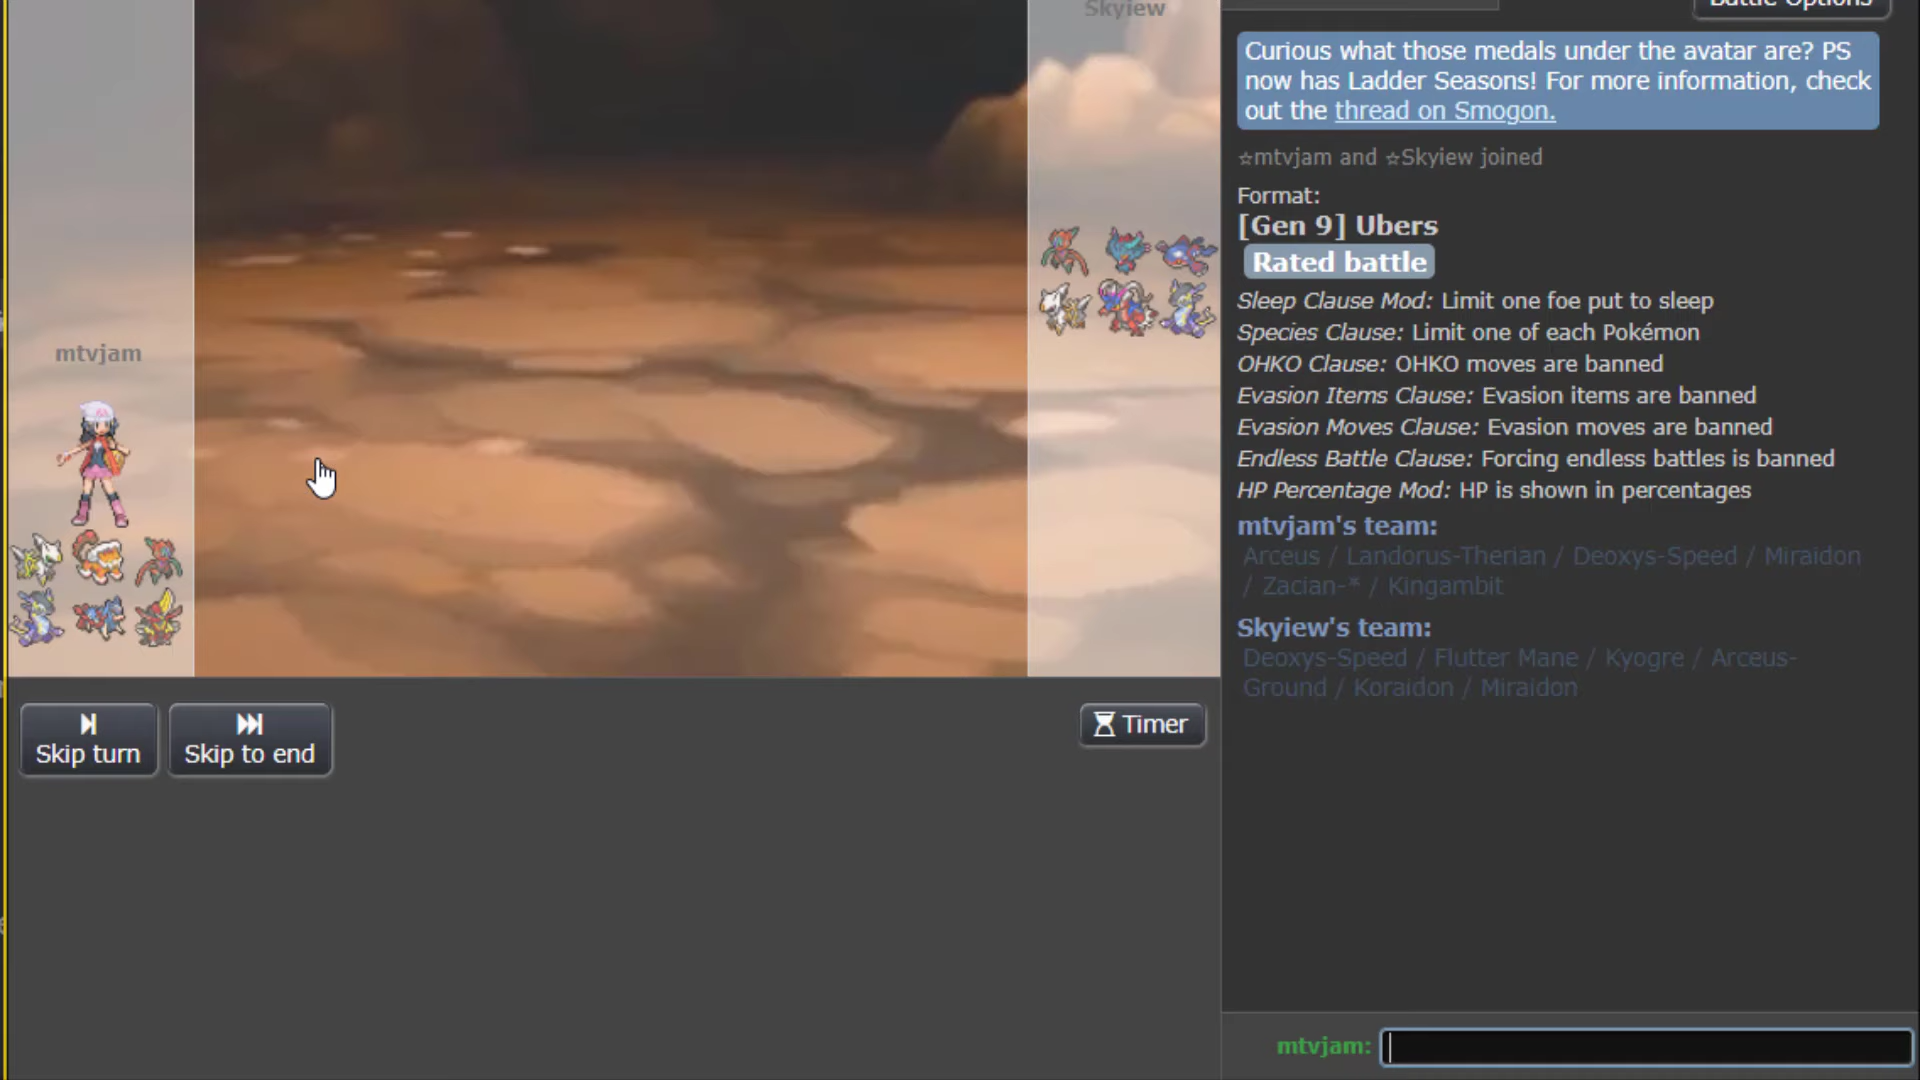 Skyiew
Battle Options
Curious what those medals under the avatar are? PS
now has Ladder Seasons! For more information, check
out the thread on Smogon.
☆mtvjam and ☆Skyiew joined
Format:
[Gen 9] Ubers
Rated battle
Sleep Clause Mod: Limit one foe put to sleep
Species Clause: Limit one of each Pokémon
OHKO Clause: OHKO moves are banned
mtvjam
Evasion Items Clause: Evasion items are banned
Evasion Moves Clause: Evasion moves are banned
Endless Battle Clause: Forcing endless battles is banned
HP Percentage Mod: HP is shown in percentages
mtvjam's team:
Arceus / Landorus-Therian / Deoxys-Speed / Miraidon
/ Zacian-* / Kingambit
Skyiew's team:
Deoxys-Speed / Flutter Mane / Kyogre / Arceus-
Ground / Koraidon / Miraidon
Skip turn
Skip to end
Timer
mtvjam: